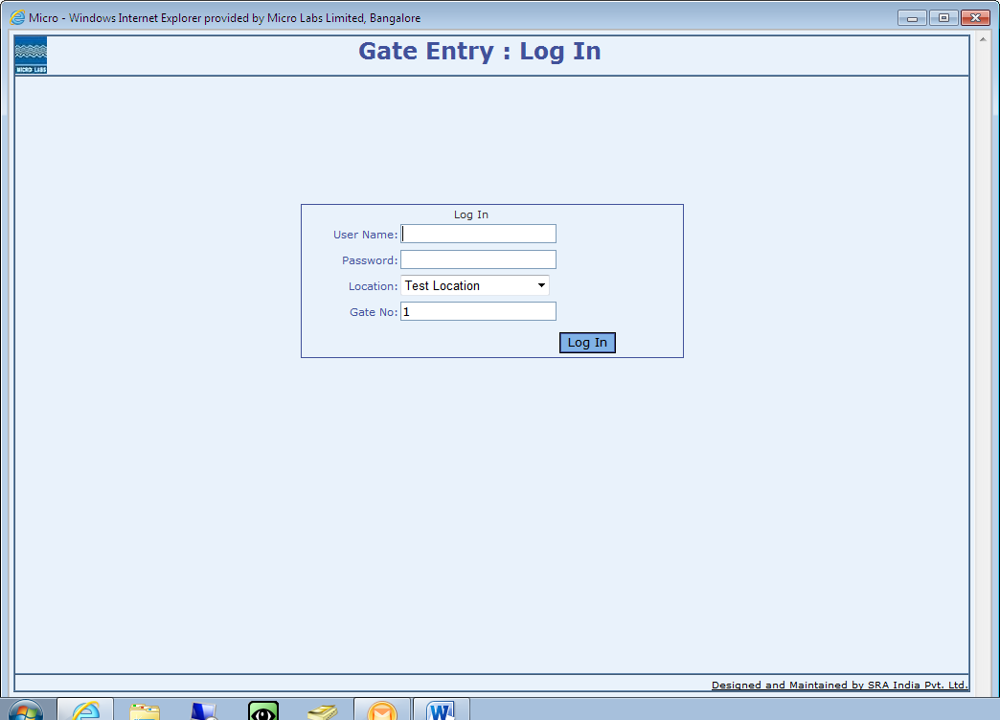 Micro - Windows Internet Explorer provided by Micro Labs Limited, Bangalore
MICRO LABS
Gate Entry : Log In
Log In
User Name:
Password:
Location: Test Location
Gate No: 1
Log In
Designed and Maintained by SRA India Pvt. Ltd.